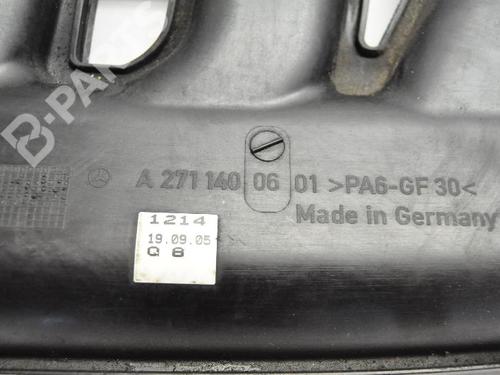 B-PARTS
A 271 140 06 01 >PA6-GF 30<
Made in Germany
1214
19.09.05
Q 8